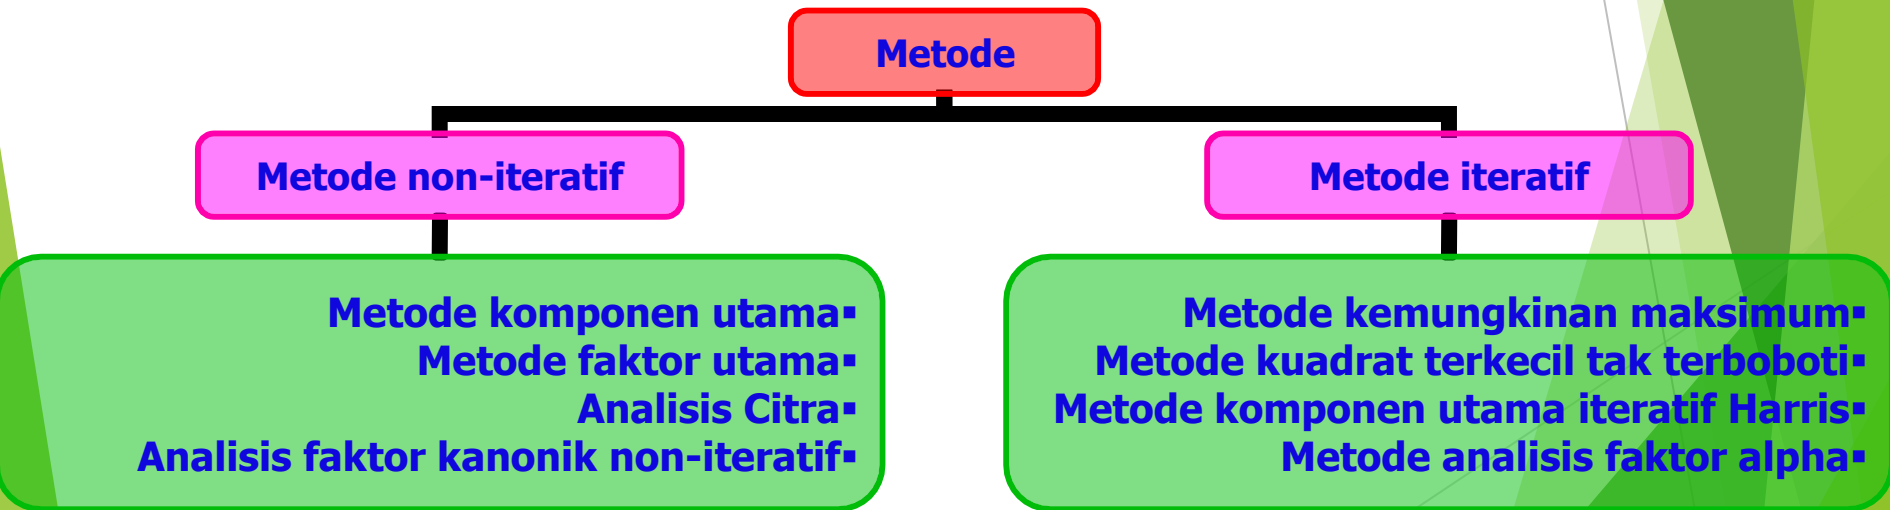 Metode
Metode non-iteratif
Metode iteratif
Metode komponen utama▪
Metode faktor utama▪
Analisis Citra▪
Analisis faktor kanonik non-iteratif▪
Metode kemungkinan maksimum▪
Metode kuadrat terkecil tak terboboti▪
Metode komponen utama iteratif Harris▪
Metode analisis faktor alpha▪